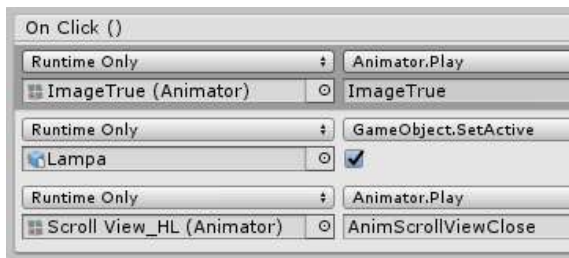 On Click ()
Runtime Only Animator.Play
ImageTrue (Animator) ImageTrue
Runtime Only GameObject.SetActive
Lampa
Runtime Only Animator.Play
Scroll View_HL (Animator) AnimScrollViewClose